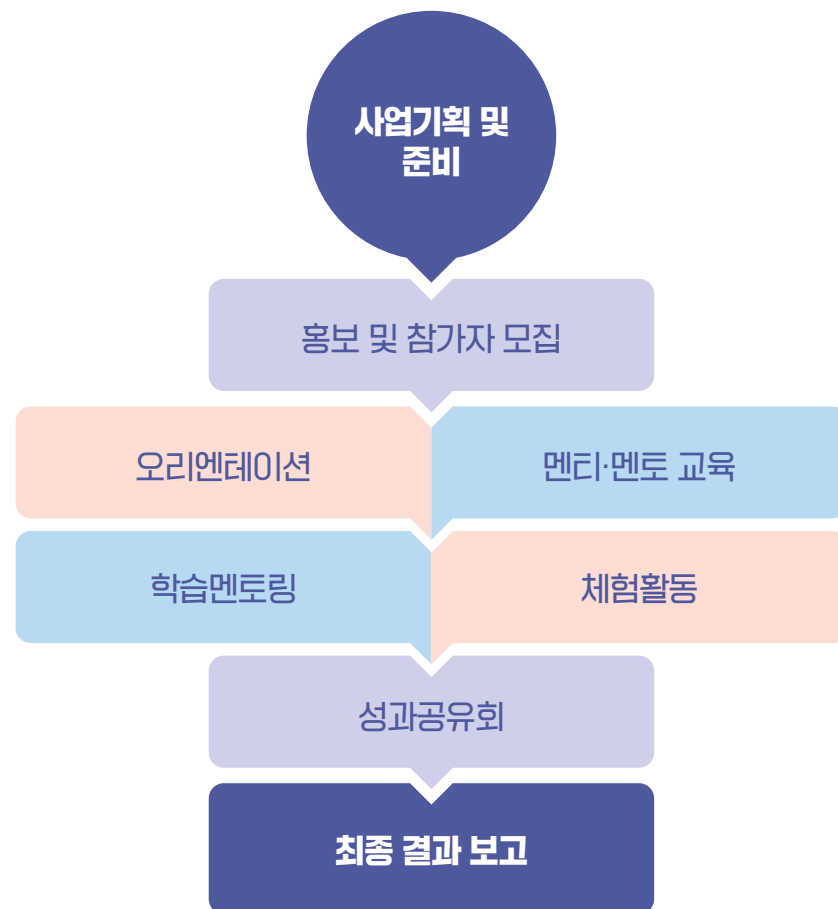 사업기획 및
준비
홍보 및 참가자 모집
오리엔테이션
멘티·멘토 교육
학습멘토링
체험활동
성과공유회
최종 결과 보고